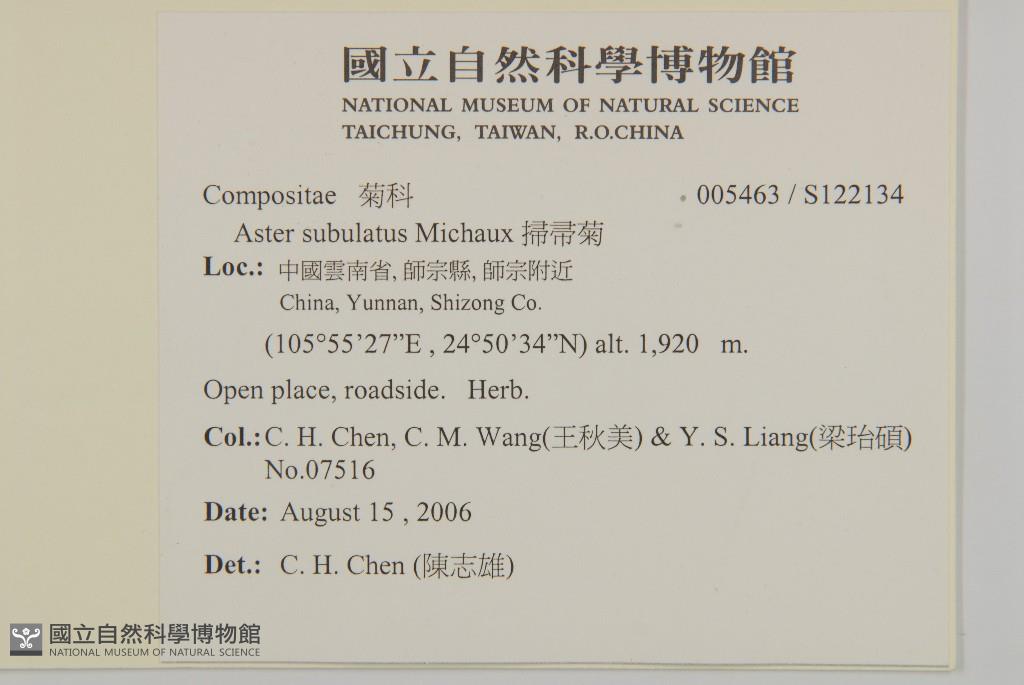 國立自然科學博物館
NATIONAL MUSEUM OF NATURAL SCIENCE
TAICHUNG, TAIWAN, R.O.CHINA
Compositae 菊科 005463 / S122134
Aster subulatus Michaux 掃帚菊
Loc.: 中國雲南省, 師宗縣, 師宗附近
China, Yunnan, Shizong Co.
(105°55’27”E , 24°50’34”N) alt. 1,920 m.
Open place, roadside. Herb.
Col.: C. H. Chen, C. M. Wang(王秋美) & Y. S. Liang(梁珆碩)
No.07516
Date: August 15 , 2006
Det.: C. H. Chen (陳志雄)
國立自然科學博物館
NATIONAL MUSEUM OF NATURAL SCIENCE